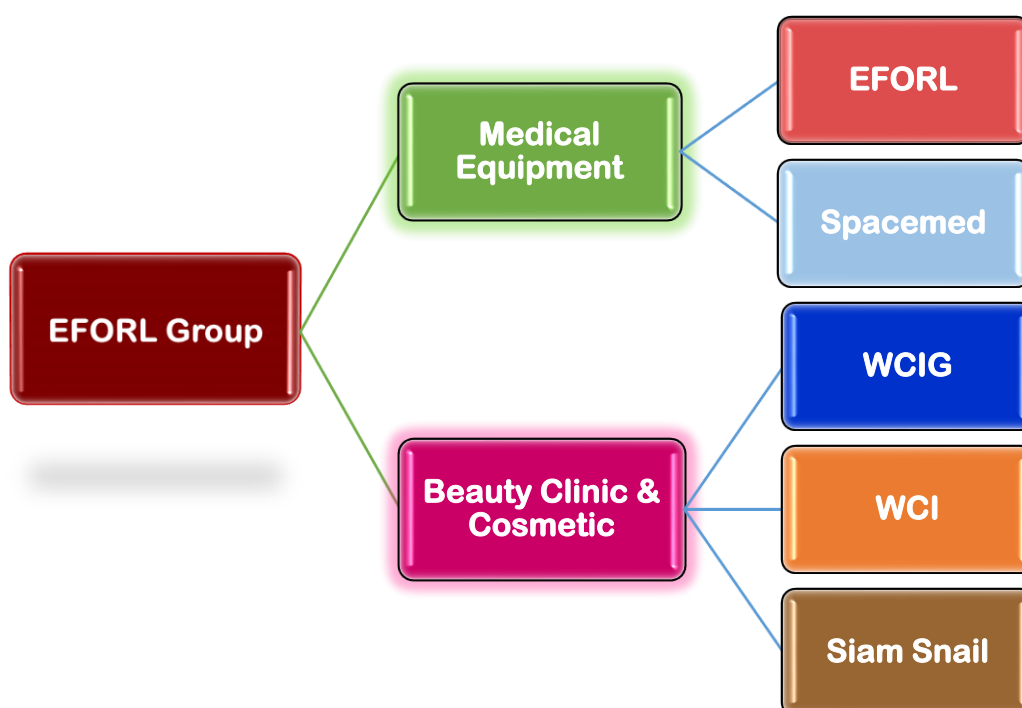 EFORL Group
Medical
Equipment
EFORL
Spacemed
Beauty Clinic &
Cosmetic
WCIG
WCI
Siam Snail